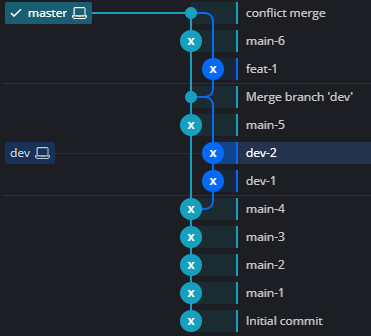 master conflict merge
main-6
feat-1
Merge branch 'dev'
main-5
dev dev-2
dev-1
main-4
main-3
main-2
main-1
Initial commit